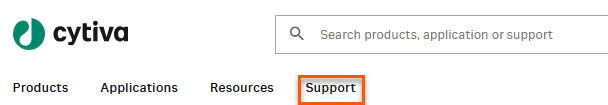 cytiva
Search products, application or support
Products Applications Resources Support